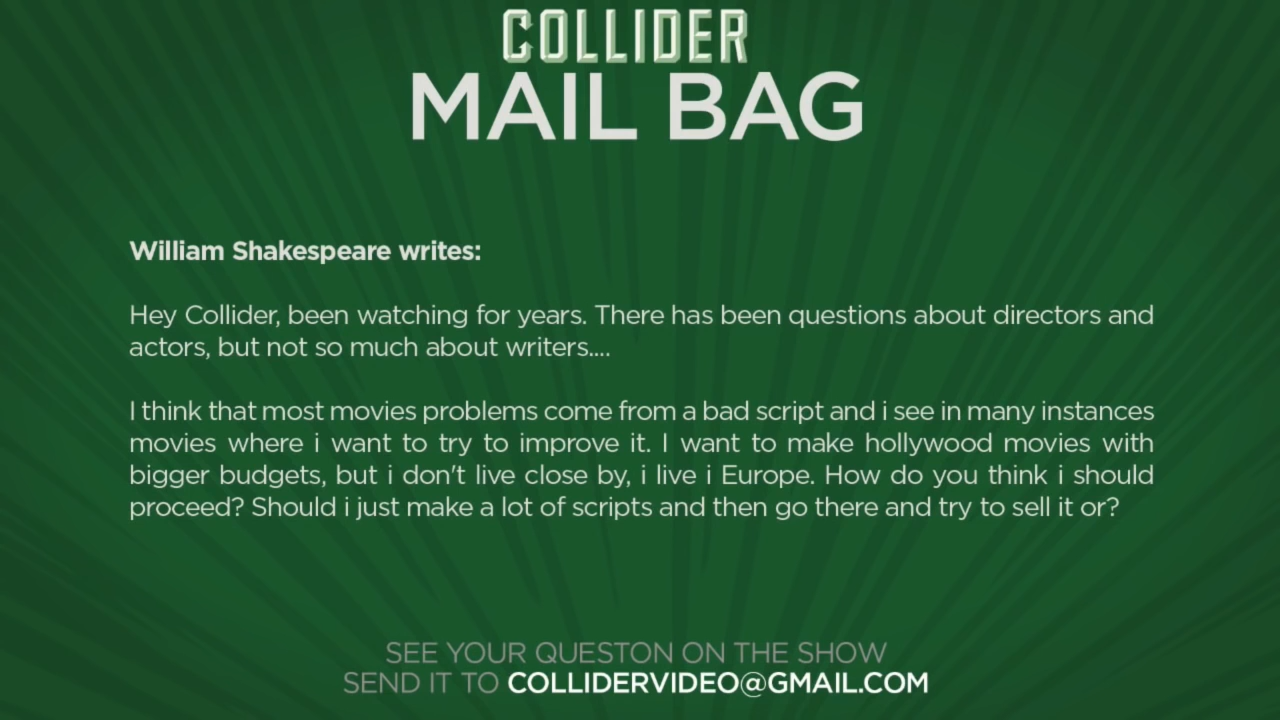 COLLIDER
MAIL BAG
William Shakespeare writes:
Hey Collider, been watching for years. There has been questions about directors and
actors, but not so much about writers....
I think that most movies problems come from a bad script and i see in many instances
movies where i want to try to improve it. I want to make hollywood movies with
bigger budgets, but i don't live close by, i live i Europe. How do you think i should
proceed? Should i just make a lot of scripts and then go there and try to sell it or?
SEE YOUR QUESTON ON THE SHOW
SEND IT TO COLLIDERVIDEO@GMAIL.COM